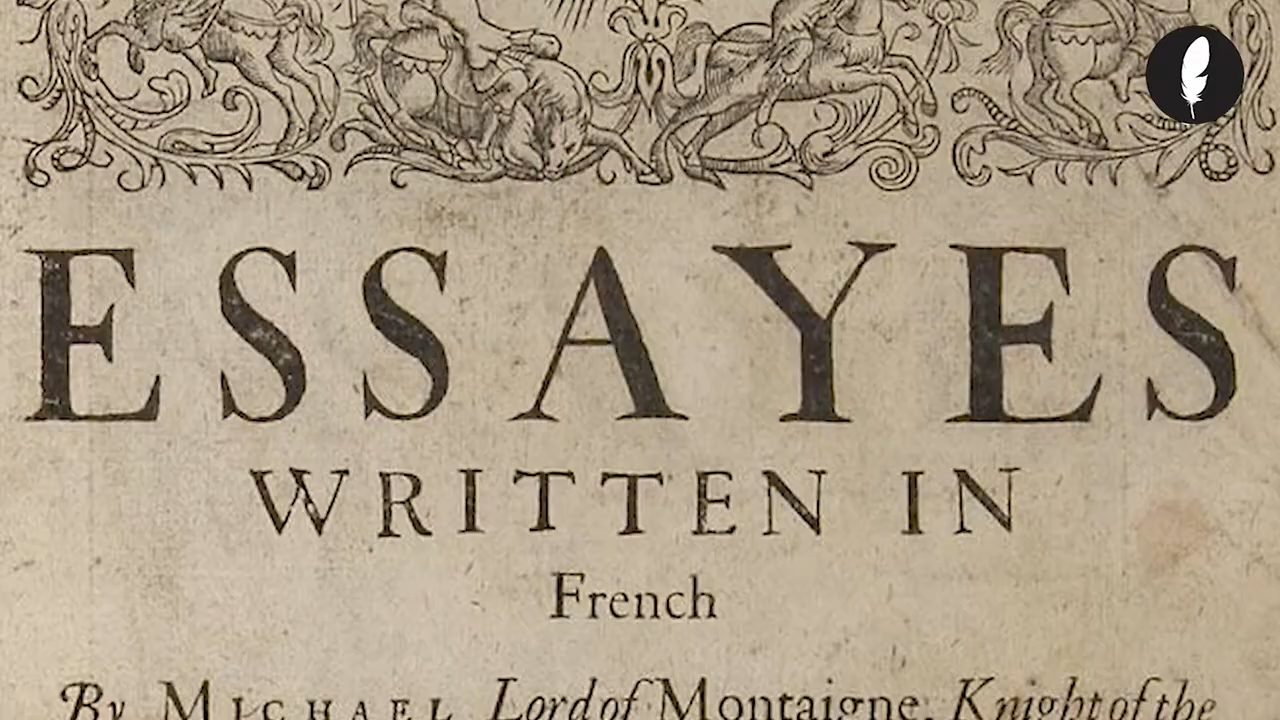 ESSAYES
WRITTEN IN
French
By MICHAEL Lord of Montaigne, Knight of the